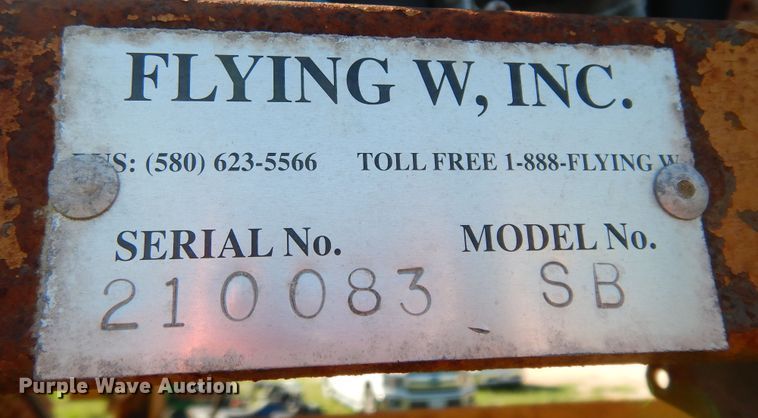 FLYING W, INC.
(580) 623-5566 TOLL FREE 1-888-FLYING W
SERIAL No. MODEL No.
210083 SB
Purple Wave Auction